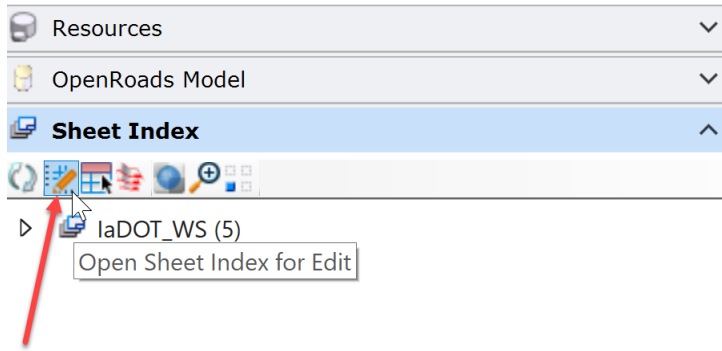 Resources
OpenRoads Model
Sheet Index
IaDOT_WS (5)
Open Sheet Index for Edit